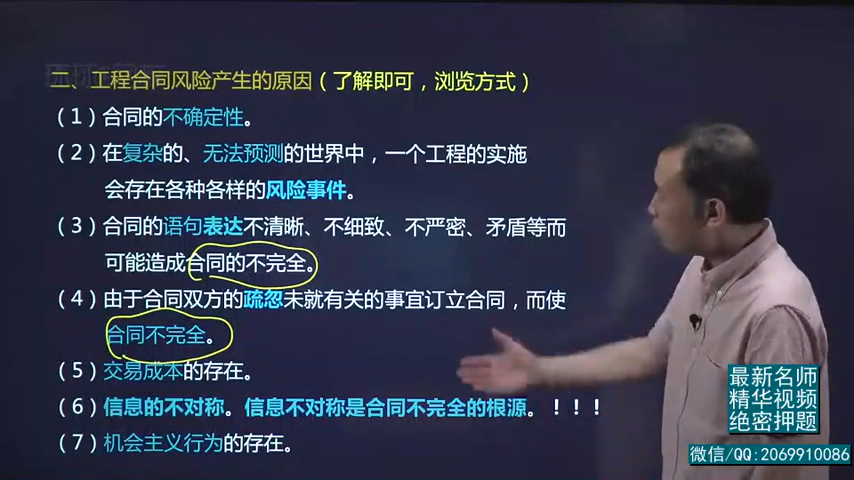 二、工程合同风险产生的原因（了解即可，浏览方式）
（1）合同的不确定性。
（2）在复杂的、无法预测的世界中，一个工程的实施
会存在各种各样的风险事件。
（3）合同的语句表达不清晰、不细致、不严密、矛盾等而
可能造成合同的不完全。
（4）由于合同双方的疏忽未就有关的事宜订立合同，而使
合同不完全。
（5）交易成本的存在。
（6）信息的不对称。信息不对称是合同不完全的根源。！！！
（7）机会主义行为的存在。
最新名师
精华视频
绝密押题
微信/QQ:2069910086